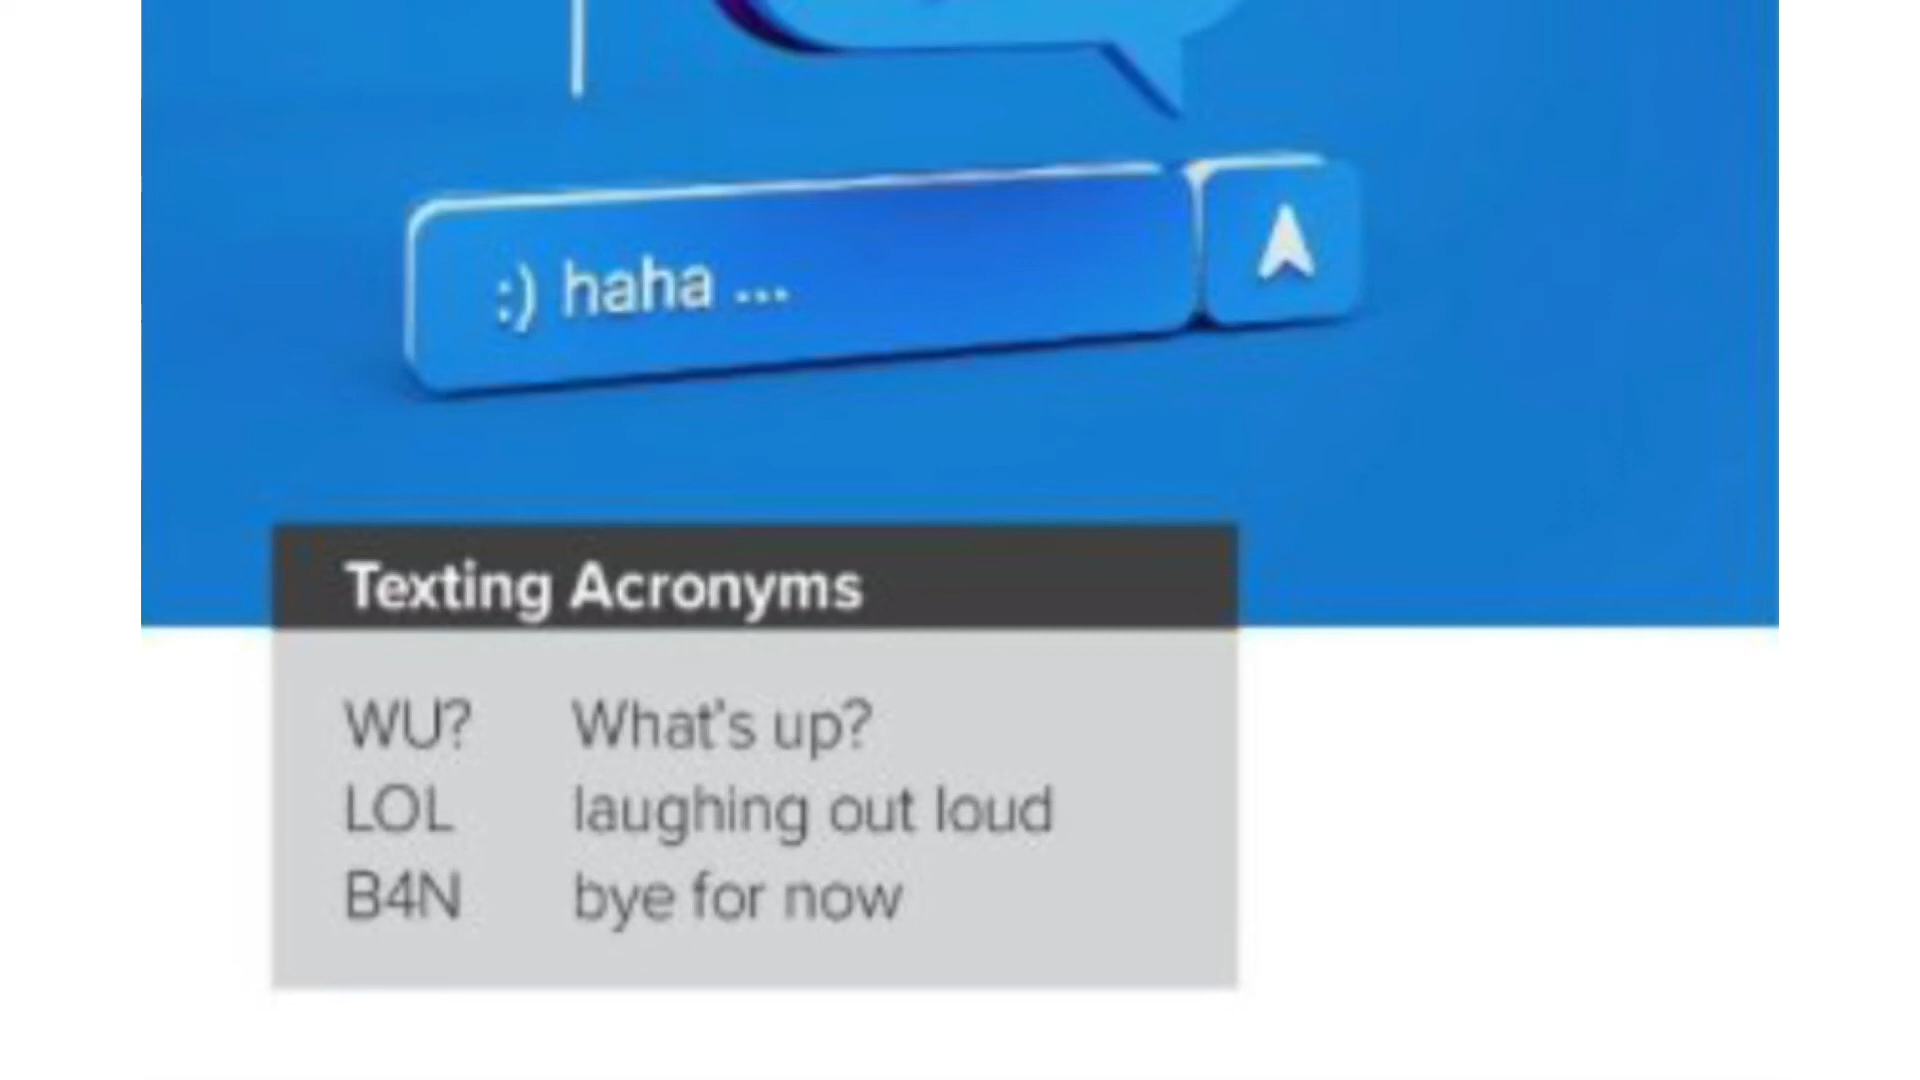 :) haha ...
Texting Acronyms
WU? What's up?
LOL laughing out loud
B4N bye for now